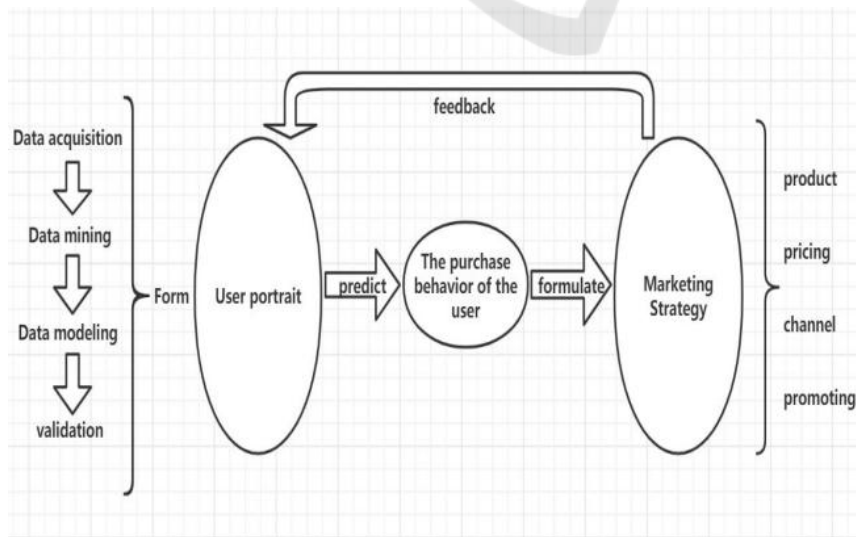 feedback
Data acquisition
Data mining
Data modeling
validation
Form
User portrait
predict
The purchase
behavior of the
user
formulate
Marketing
Strategy
product
pricing
channel
promoting